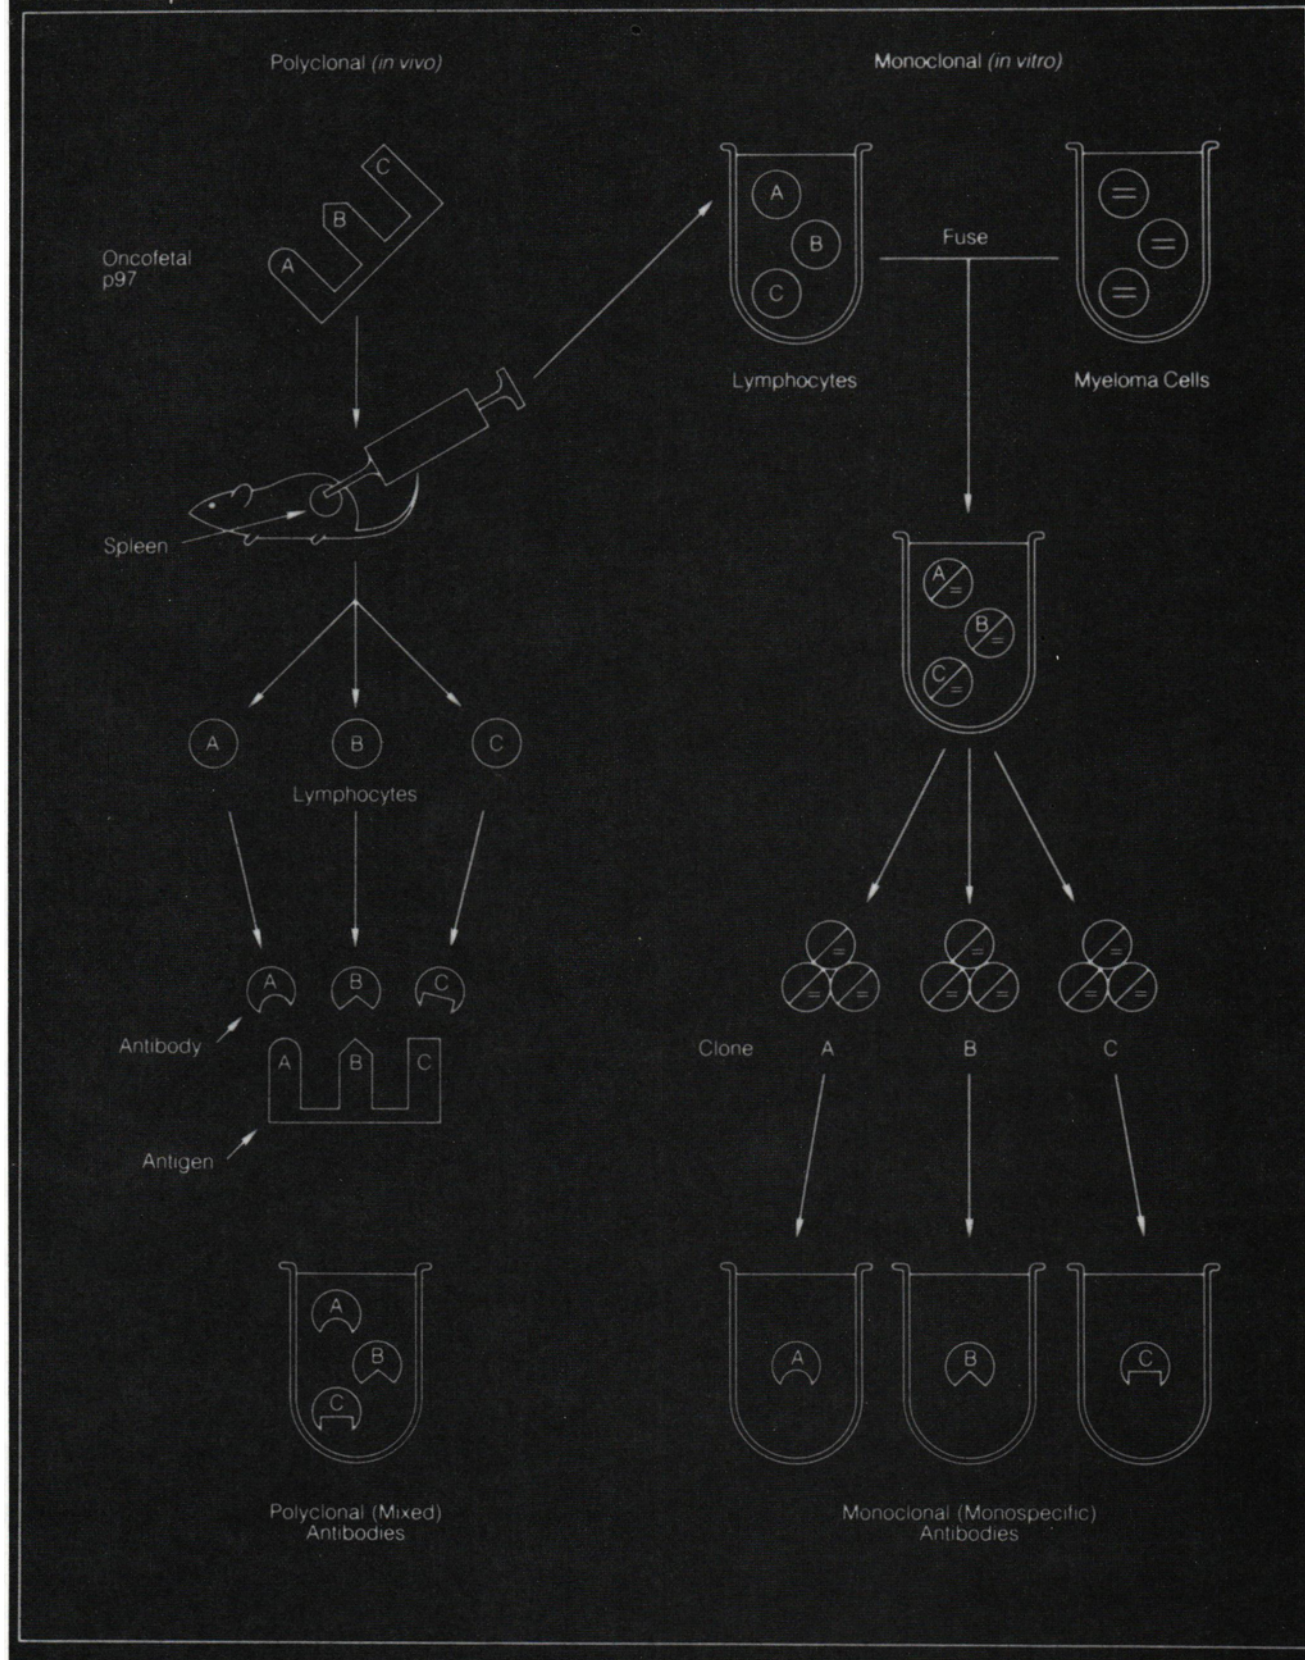 Polyclonal (in vivo)
C
B
A
Oncofetal
p97
Spleen
A
B
C
Lymphocytes
A
B
C
Antibody
A
B
C
Antigen
A
B
C
Polyclonal (Mixed)
Antibodies
Monoclonal (in vitro)
A
B
C
Fuse
=
=
=
Lymphocytes
Myeloma Cells
A =
B =
C =
=
= =
=
= =
=
= =
Clone A B C
A
B
C
Monoclonal (Monospecific)
Antibodies